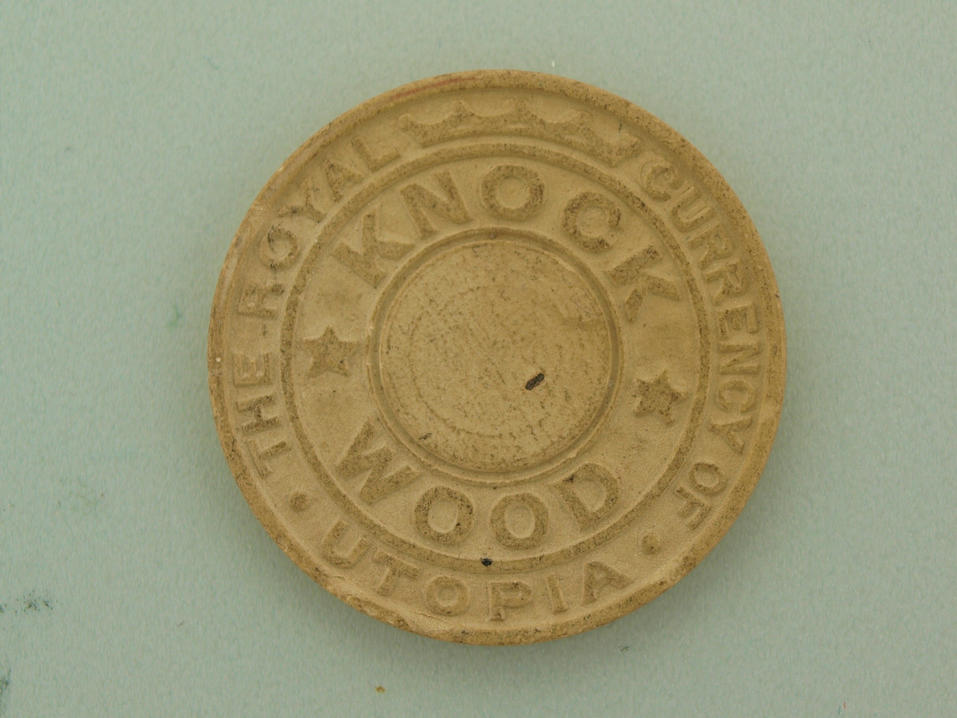 THE ROYAL CURRENCY OF
UTOPIA
KNOCK
WOOD